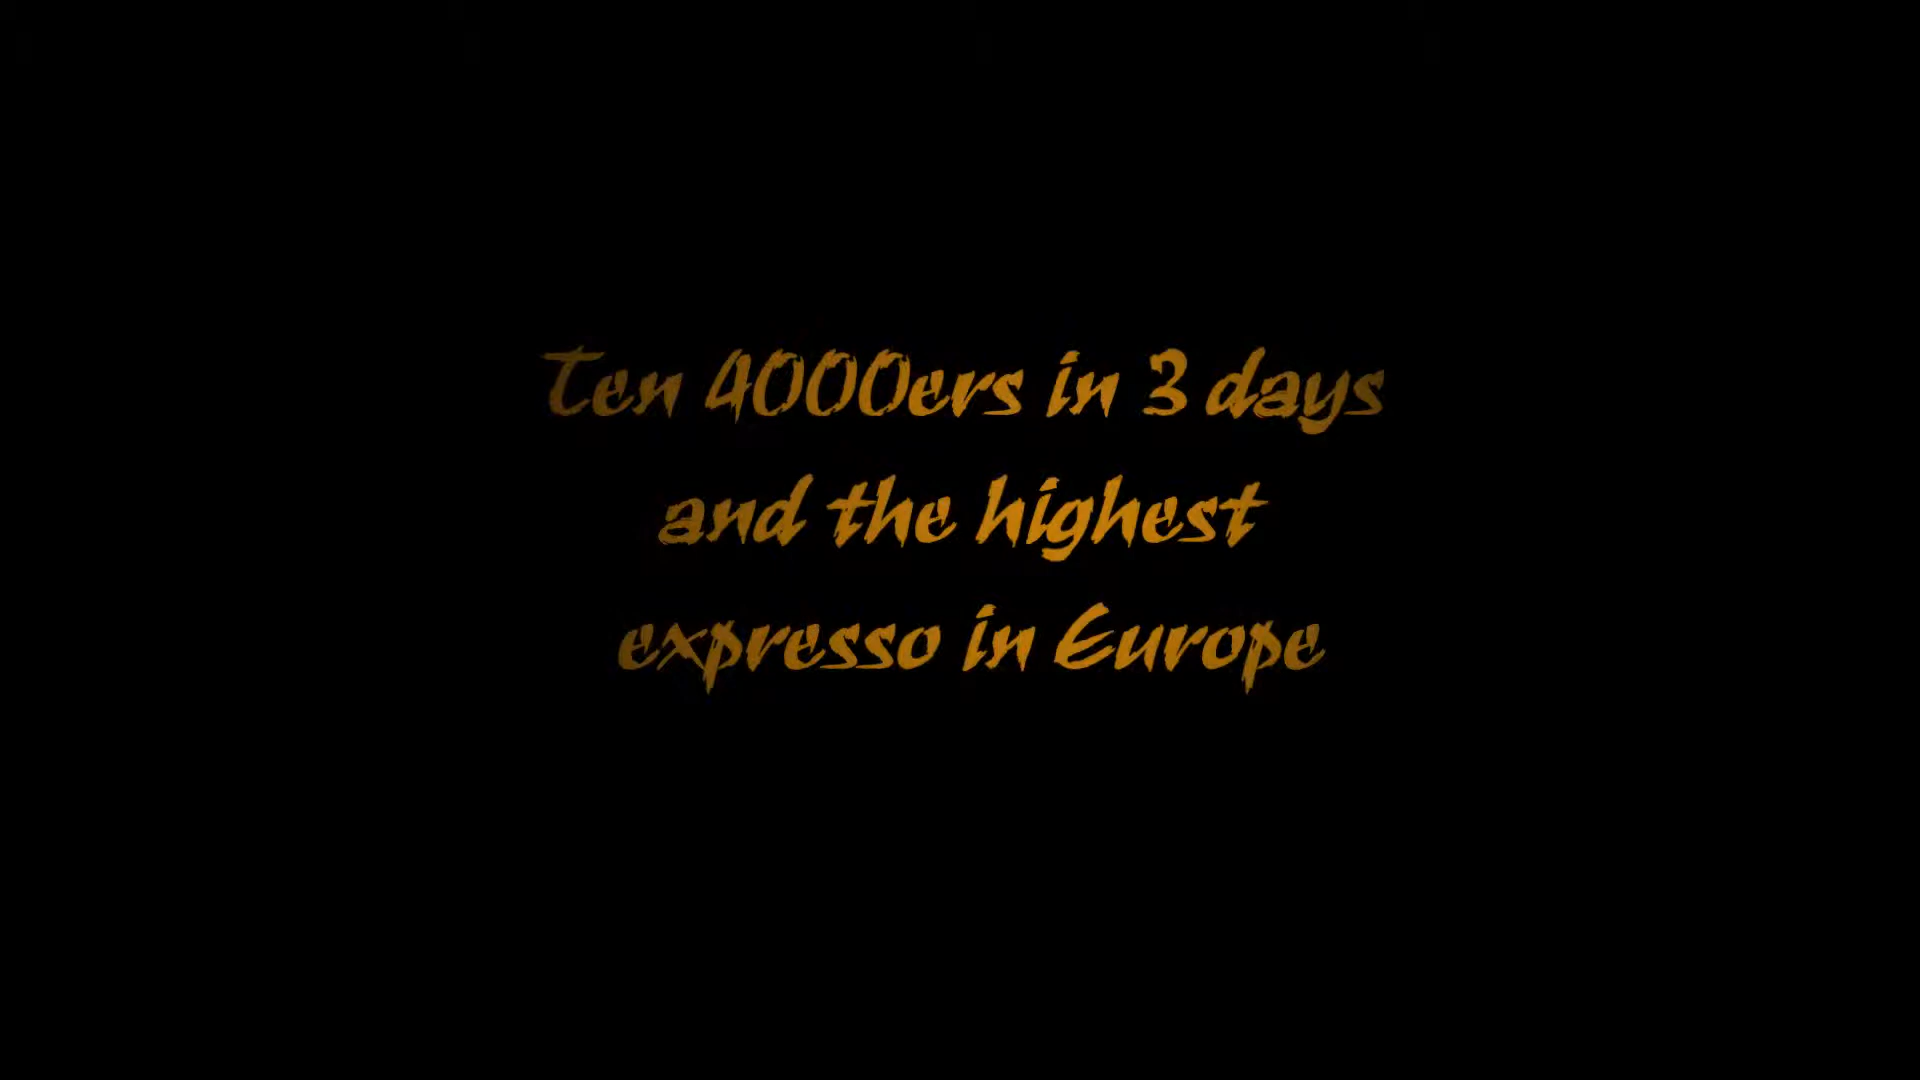 Ten 4000ers in 3 days
and the highest
expresso in Europe